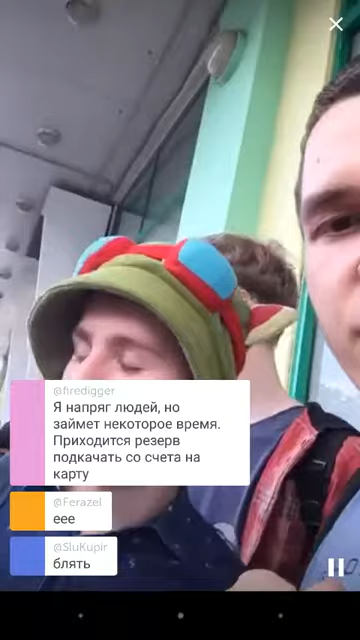 @firedigger
Я напряг людей, но
займет некоторое время.
Приходится резерв
подкачать со счета на
карту
@Ferazel
еее
@SluKupir
блять